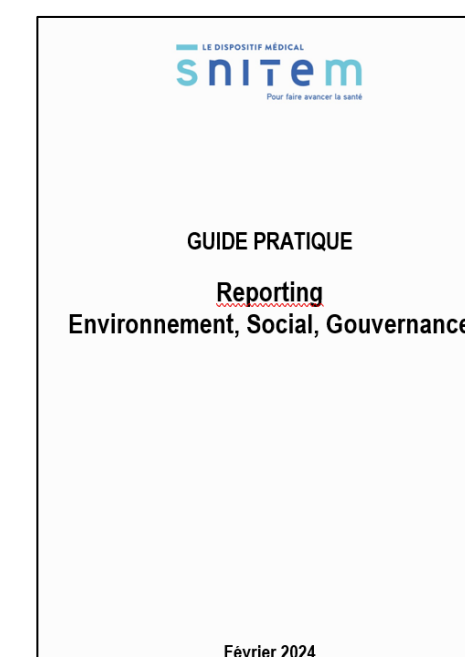 LE DISPOSITIF MÉDICAL
snitem
Pour faire avancer la santé
GUIDE PRATIQUE
Reporting
Environnement, Social, Gouvernance
Février 2024